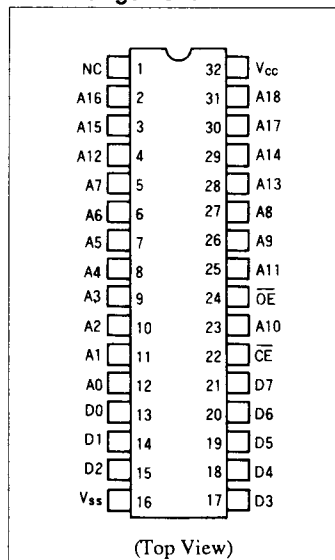 NC 1 32 Vcc
A16 2 31 A18
A15 3 30 A17
A12 4 29 A14
A7 5 28 A13
A6 6 27 A8
A5 7 26 A9
A4 8 25 A11
A3 9 24 O̅E̅
A2 10 23 A10
A1 11 22 C̅E̅
A0 12 21 D7
D0 13 20 D6
D1 14 19 D5
D2 15 18 D4
Vss 16 17 D3
(Top View)